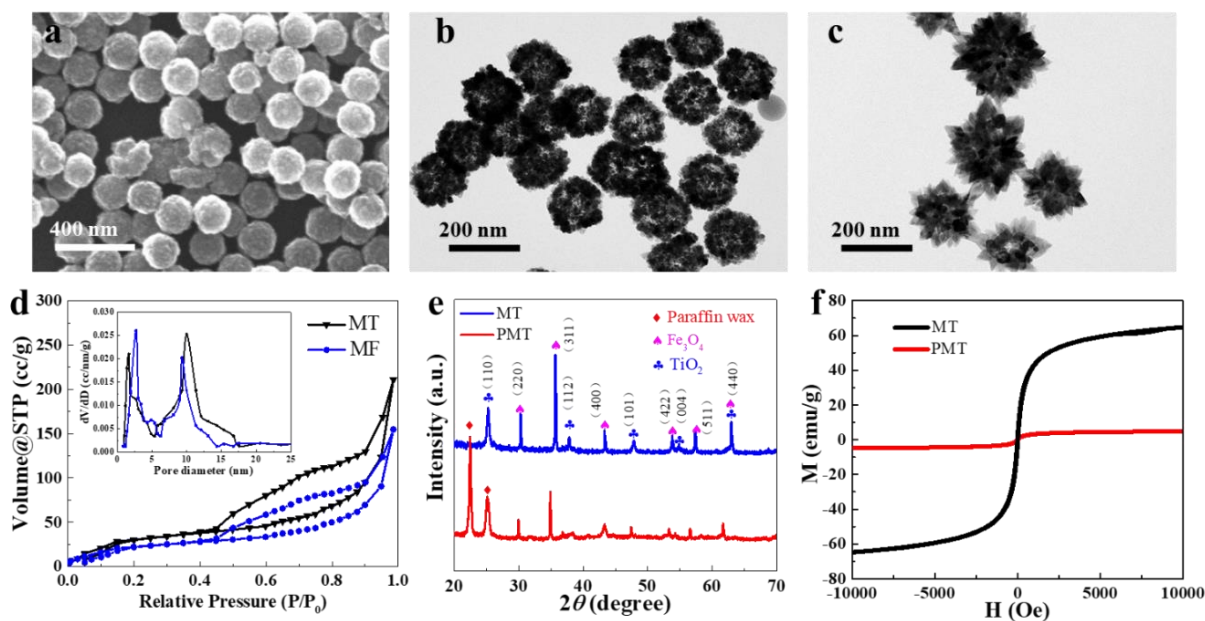 a
400 nm
b
200 nm
c
200 nm
d
300
250
200
150
100
50
0
0.0 0.2 0.4 0.6 0.8 1.0
Volume@STP (cc/g)
Relative Pressure (P/P0)
MT
MF
0.030
0.025
0.020
0.015
0.010
0.005
0.000
0 5 10 15 20 25
dV/dD (cc/nm/g)
Pore diameter (nm)
e
MT
PMT
♦ Paraffin wax
♠ Fe3O4
♣ TiO2
(110)
(220)
(311)
(112)
(400)
(101)
(422)
(004)
(511)
(440)
Intensity (a.u.)
20 30 40 50 60 70
2θ (degree)
f
MT
PMT
80
60
40
20
0
-20
-40
-60
-80
M (emu/g)
-10000 -5000 0 5000 10000
H (Oe)